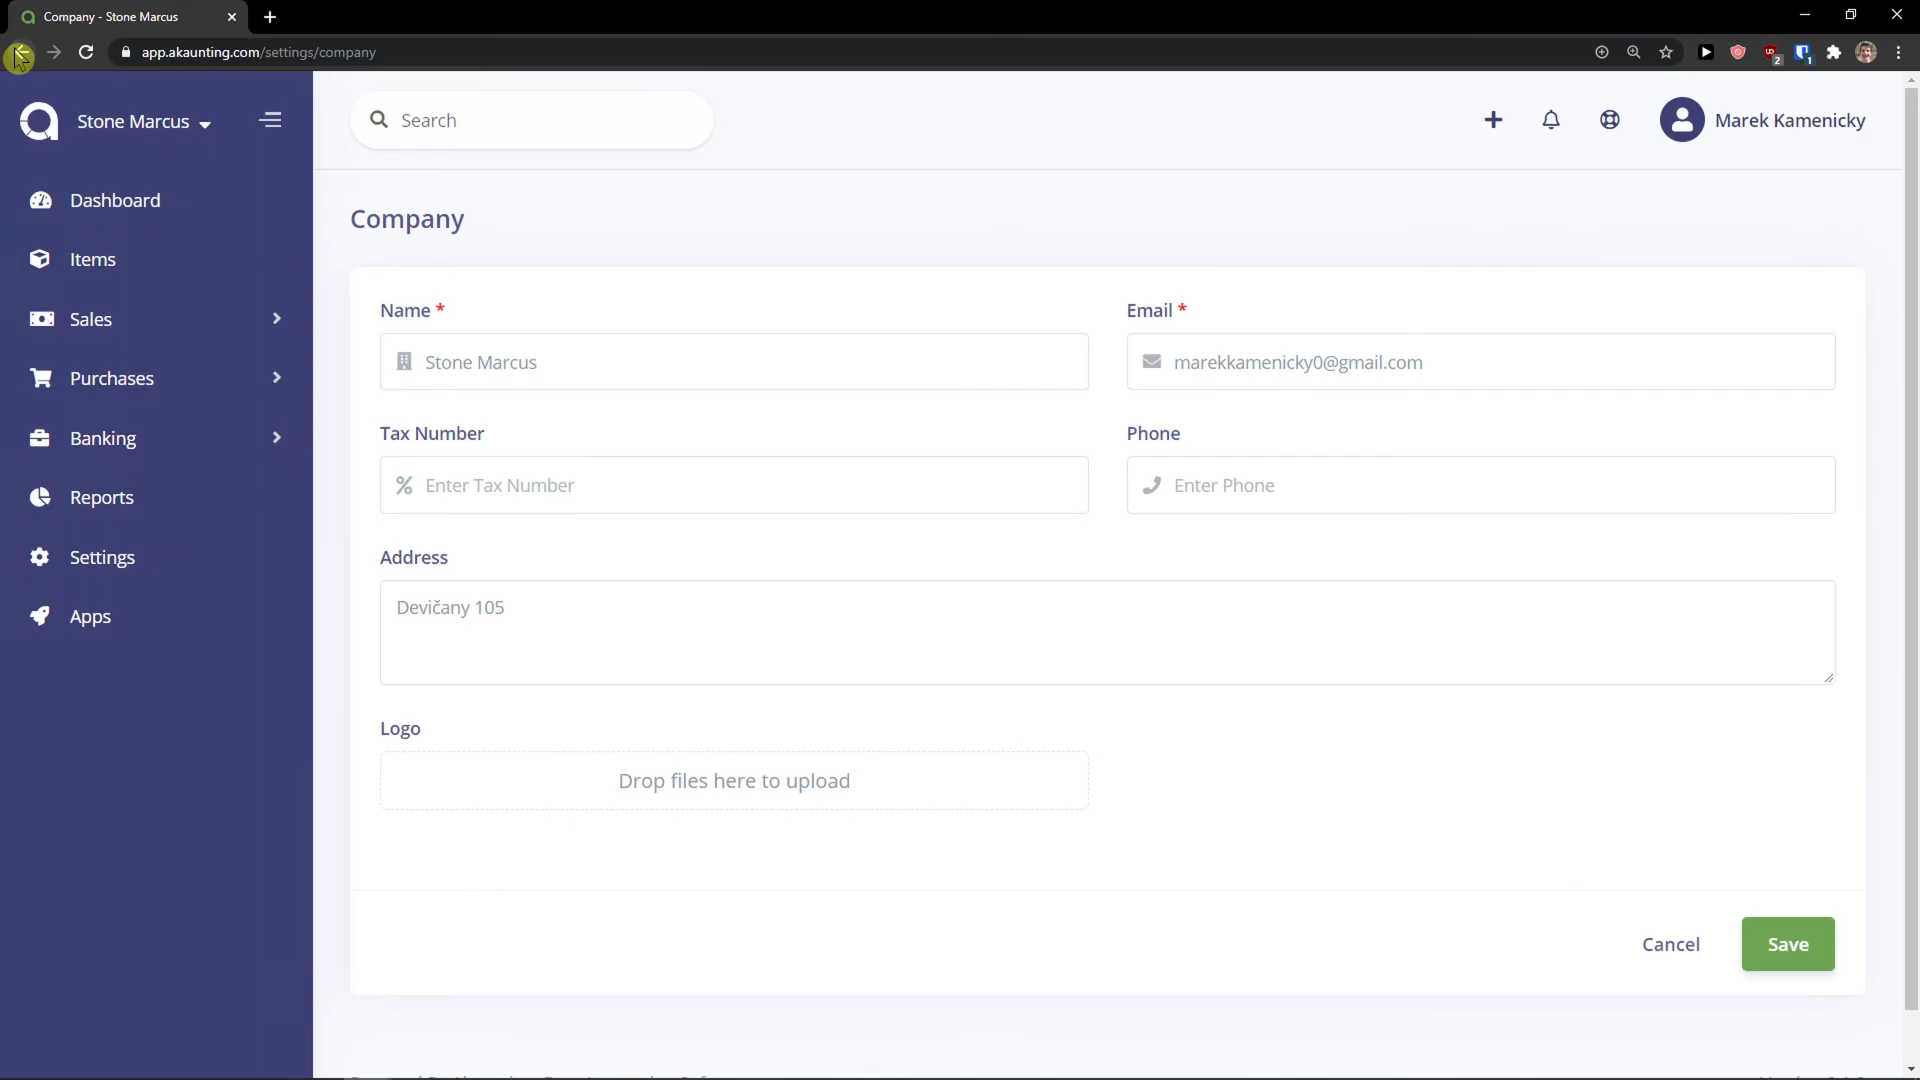 Company - Stone Marcus
app.akaunting.com/settings/company
2
1
Stone Marcus
Search
Marek Kamenicky
Dashboard
Items
Sales
Purchases
Banking
Reports
Settings
Apps
Company
Name *
Email *
Stone Marcus
marekkamenicky0@gmail.com
Tax Number
Phone
Enter Tax Number
Enter Phone
Address
Devičany 105
Logo
Drop files here to upload
Cancel
Save